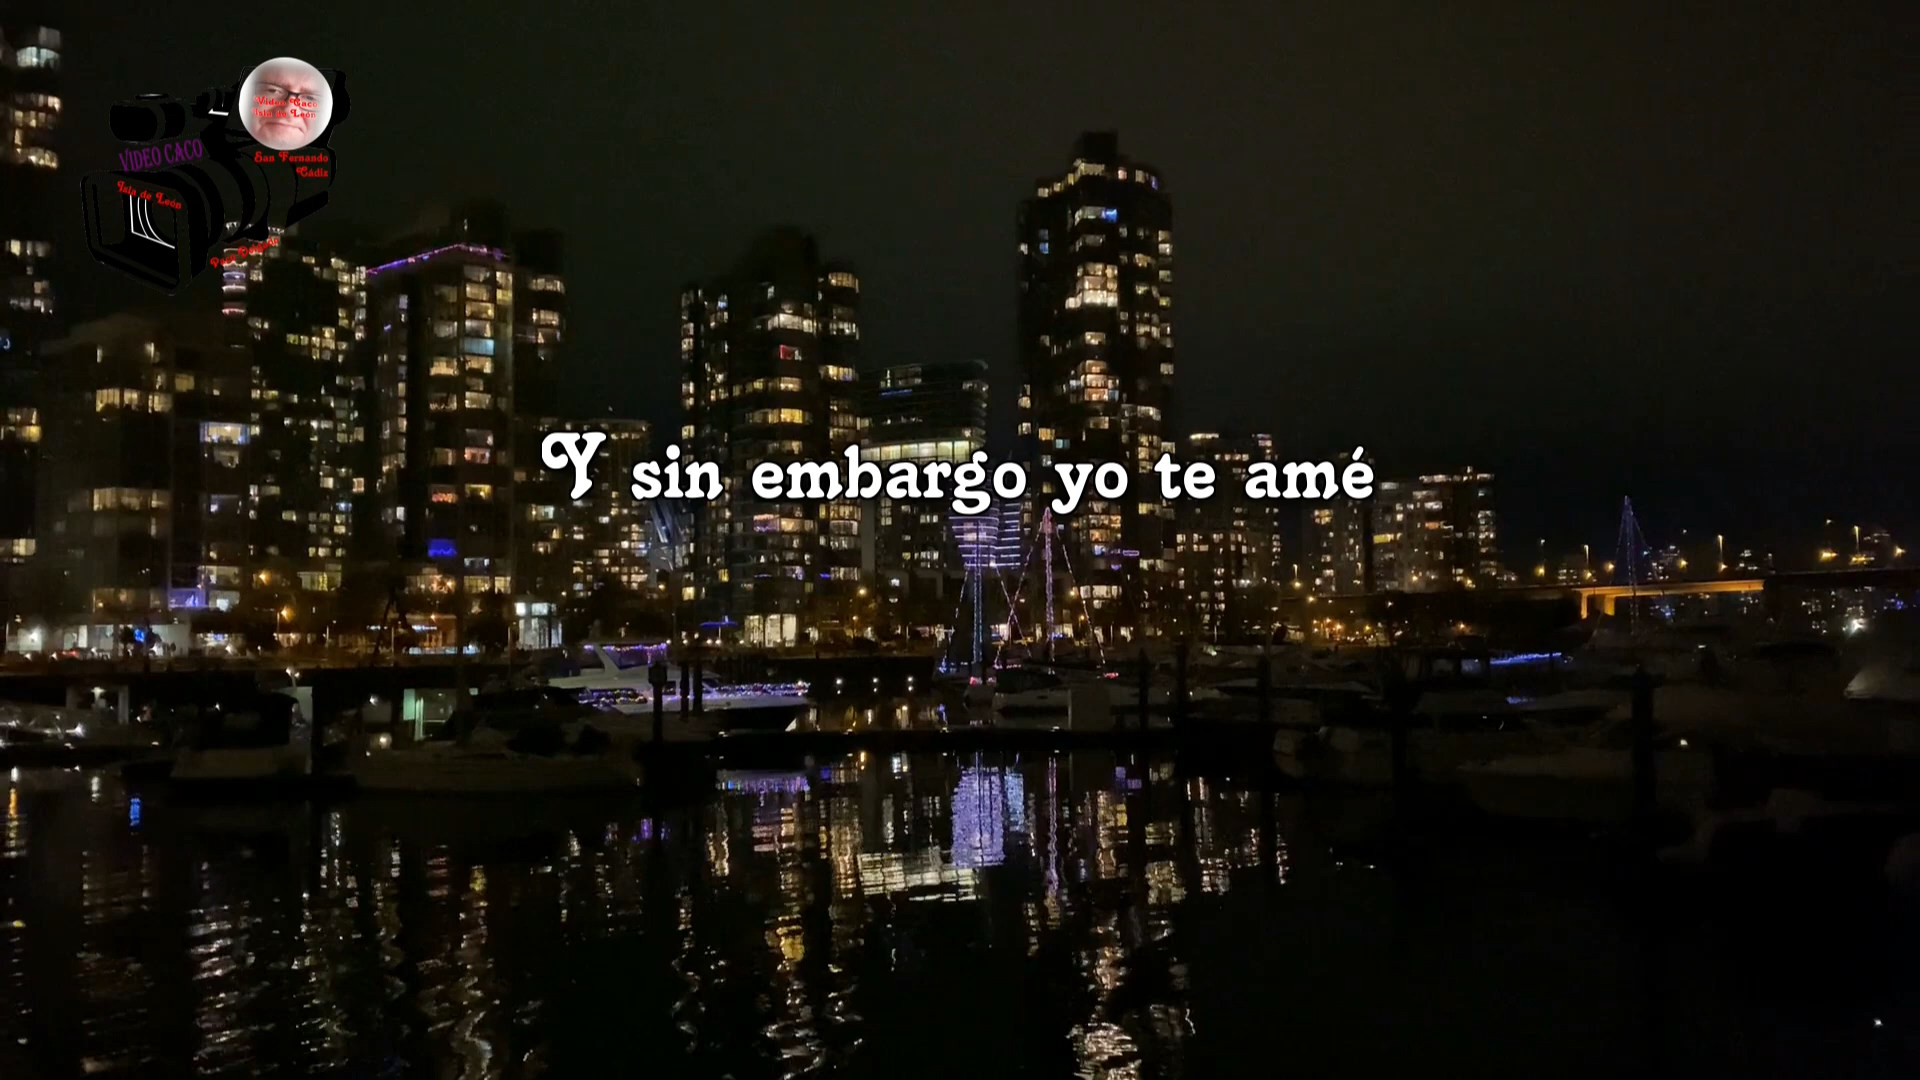 Video Caco
Isla de León
VIDEO CACO
San Fernando
Cádiz
Isla de León
Y sin embargo yo te amé